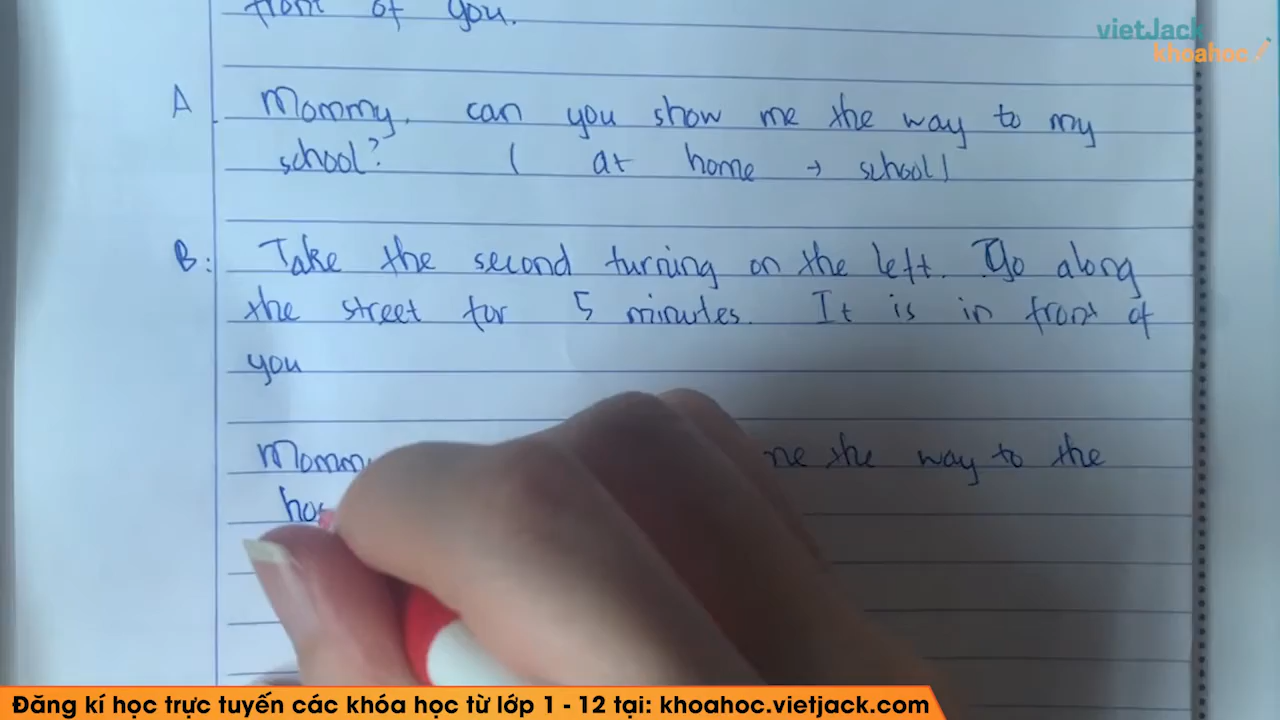 front of you.
vietJack
khoahoc
A Mommy, can you show me the way to my
school? ( at home → school)
B: Take the second turning on the left. Go along
the street for 5 minutes. It is in front of
you
Mommy me the way to the
Đăng kí học trực tuyến các khóa học từ lớp 1 - 12 tại: khoahoc.vietjack.com